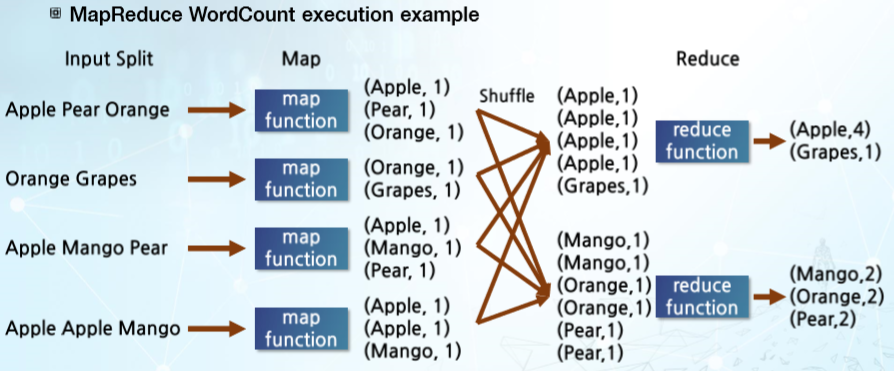 MapReduce WordCount execution example
Input Split
Map
Reduce
Shuffle
Apple Pear Orange
map
function
(Apple, 1)
(Pear, 1)
(Orange, 1)
Orange Grapes
map
function
(Orange, 1)
(Grapes, 1)
Apple Mango Pear
map
function
(Apple, 1)
(Mango, 1)
(Pear, 1)
Apple Apple Mango
map
function
(Apple, 1)
(Apple, 1)
(Mango, 1)
(Apple,1)
(Apple,1)
(Apple,1)
(Apple,1)
(Grapes,1)
reduce
function
(Apple,4)
(Grapes,1)
(Mango,1)
(Mango,1)
(Orange,1)
(Orange,1)
(Pear,1)
(Pear,1)
reduce
function
(Mango,2)
(Orange,2)
(Pear,2)